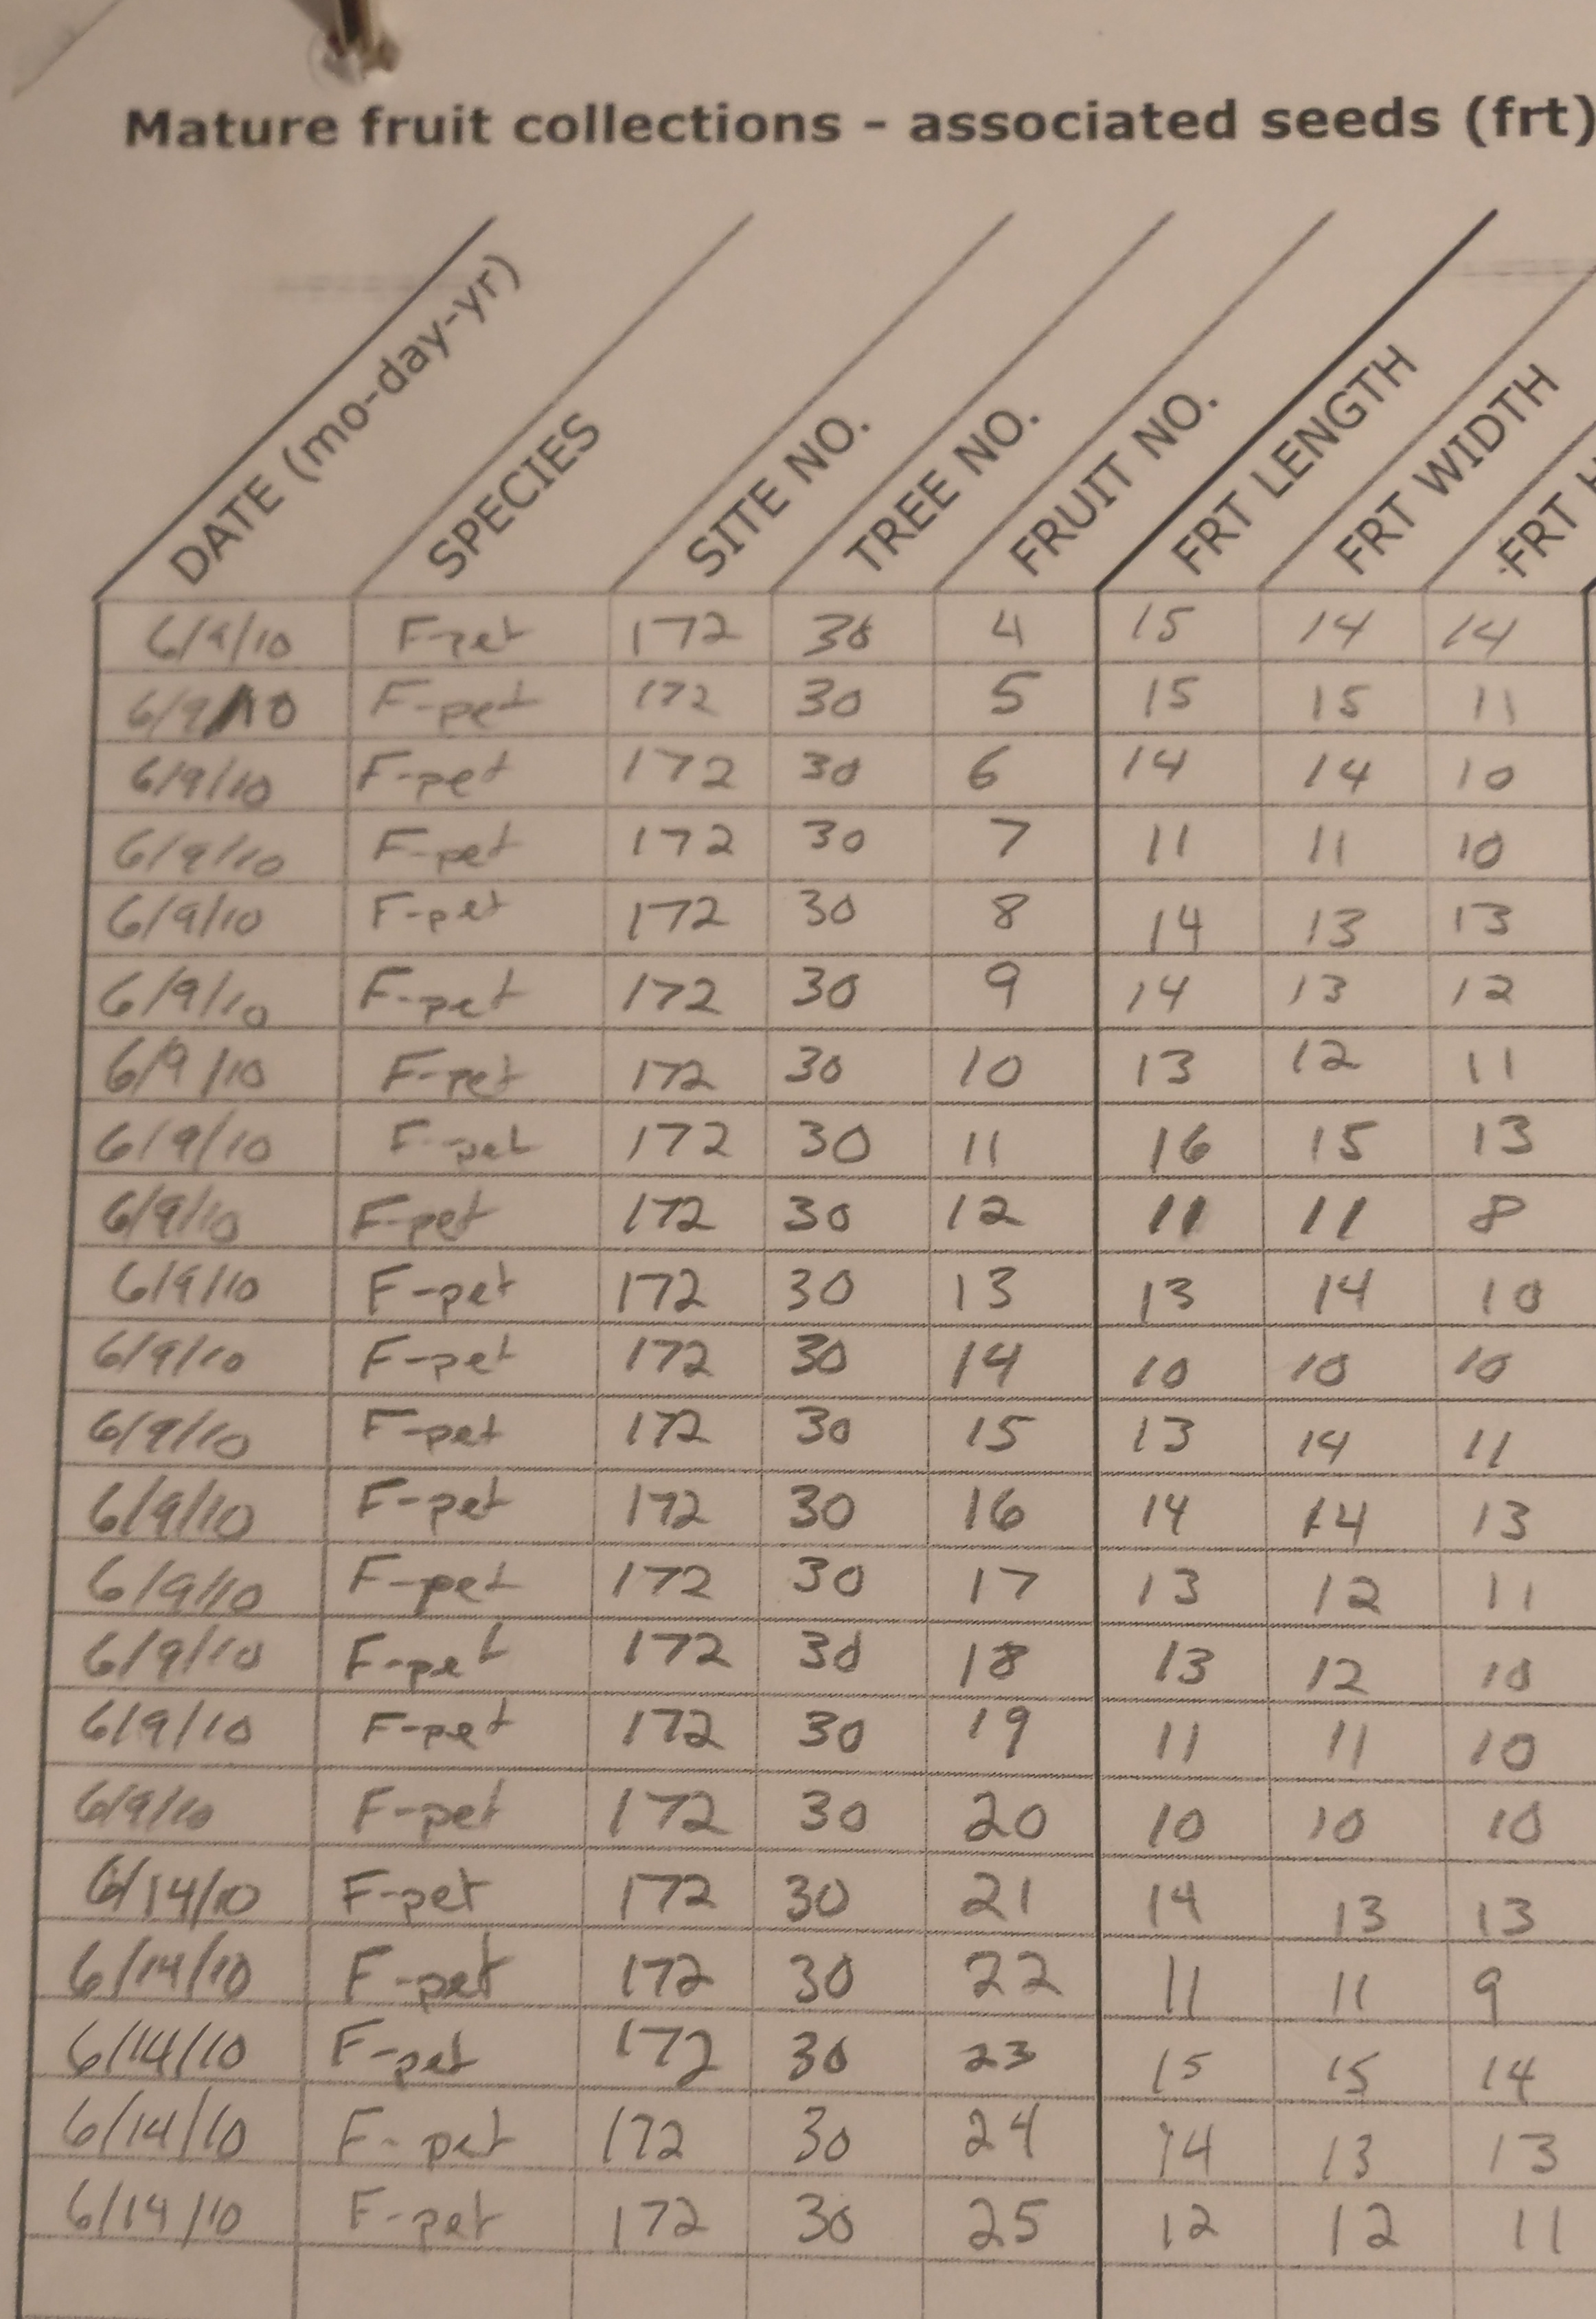 Mature fruit collections - associated seeds (frt)
DATE (mo-day-yr) SPECIES SITE NO. TREE NO. FRUIT NO. FRT LENGTH FRT WIDTH FRT
6/9/10 F-pet 172 30 4 15 14 14
6/9/10 F-pet 172 30 5 15 15 11
6/9/10 F-pet 172 30 6 14 14 10
6/9/10 F-pet 172 30 7 11 11 10
6/9/10 F-pet 172 30 8 14 13 13
6/9/10 F-pet 172 30 9 14 13 12
6/9/10 F-pet 172 30 10 13 12 11
6/9/10 F-pet 172 30 11 16 15 13
6/9/10 F-pet 172 30 12 11 11 8
6/9/10 F-pet 172 30 13 13 14 10
6/9/10 F-pet 172 30 14 10 10 10
6/9/10 F-pet 172 30 15 13 14 11
6/9/10 F-pet 172 30 16 14 14 13
6/9/10 F-pet 172 30 17 13 12 11
6/9/10 F-pet 172 30 18 13 12 10
6/9/10 F-pet 172 30 19 11 11 10
6/9/10 F-pet 172 30 20 10 10 10
6/14/10 F-pet 172 30 21 14 13 13
6/14/10 F-pet 172 30 22 11 11 9
6/14/10 F-pet 172 30 23 15 15 14
6/14/10 F-pet 172 30 24 14 13 13
6/14/10 F-pet 172 30 25 12 12 11